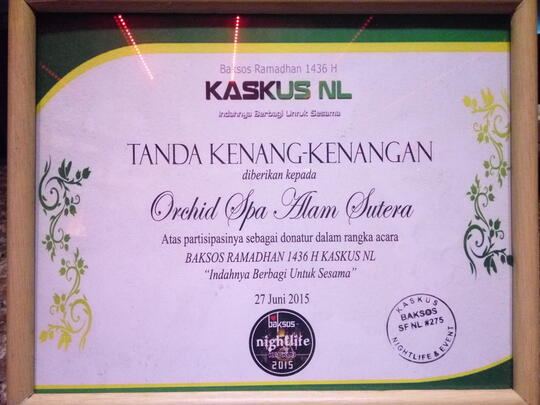 Baksos Ramadhan 1436 H
KASKUS NL
Indahnya Berbagi Untuk Sesama
TANDA KENANG-KENANGAN
diberikan kepada
Orchid Spa Alam Sutera
Atas partisipasinya sebagai donatur dalam rangka acara
BAKSOS RAMADHAN 1436 H KASKUS NL
“Indahnya Berbagi Untuk Sesama”
27 Juni 2015
baksos
nightlife
2015
KASKUS
BAKSOS
SF NL #275
NIGHTLIFE & EVENT